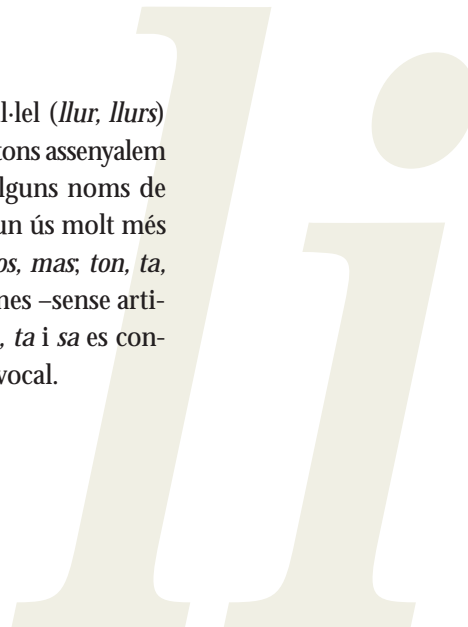 l·lel (llur, llurs)
tons assenyalem
lguns noms de
un ús molt més
os, mas; ton, ta,
nes –sense arti-
, ta i sa es con-
vocal.
li